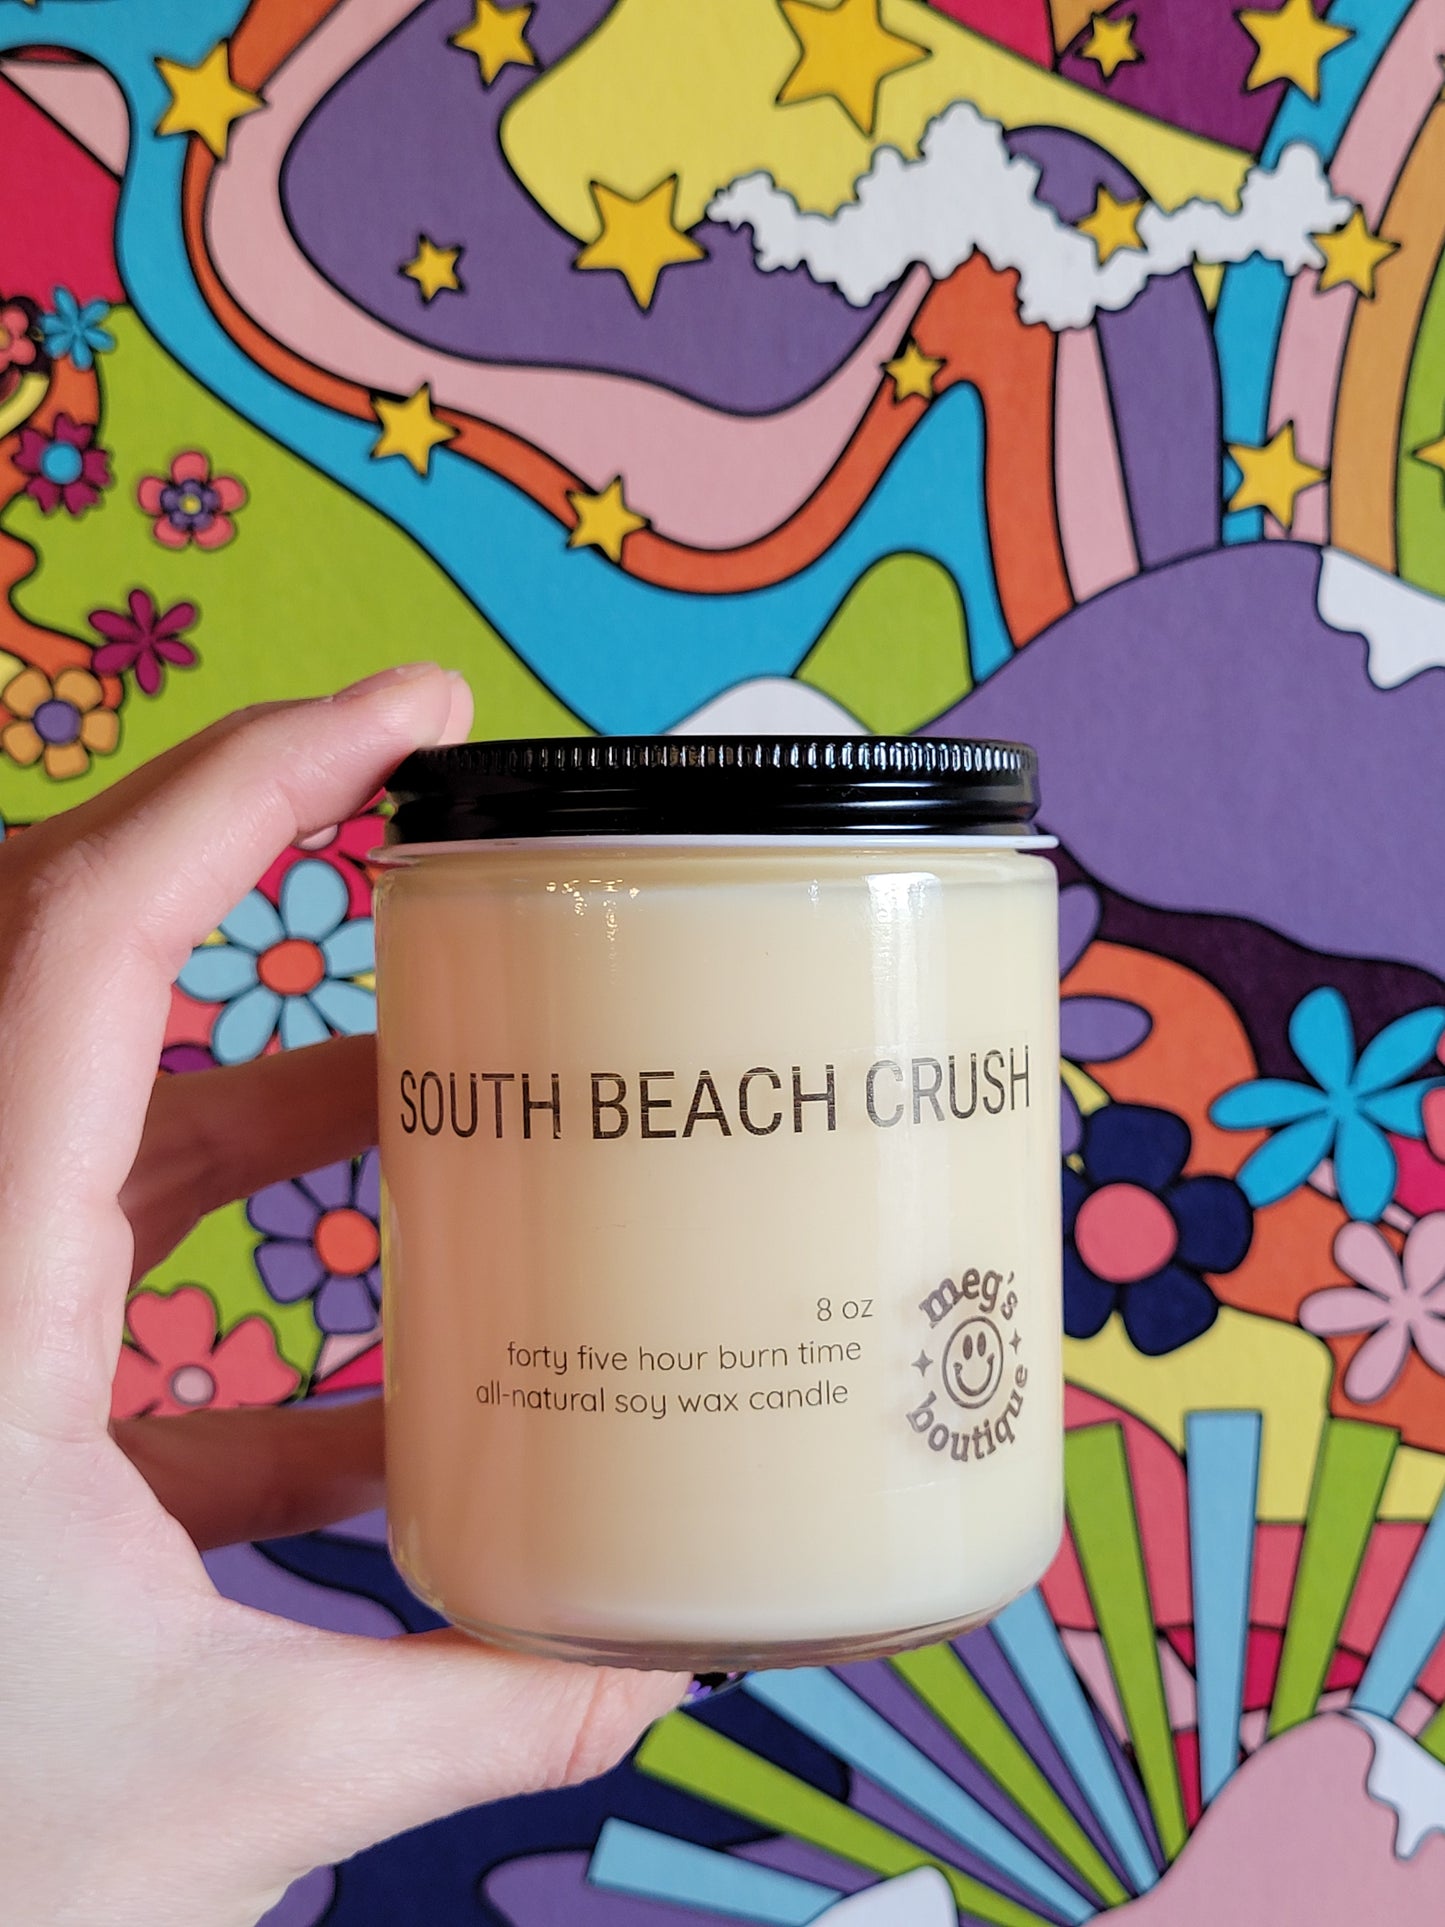 SOUTH BEACH CRUSH
8 oz
forty five hour burn time
all-natural soy wax candle
meg's
boutique